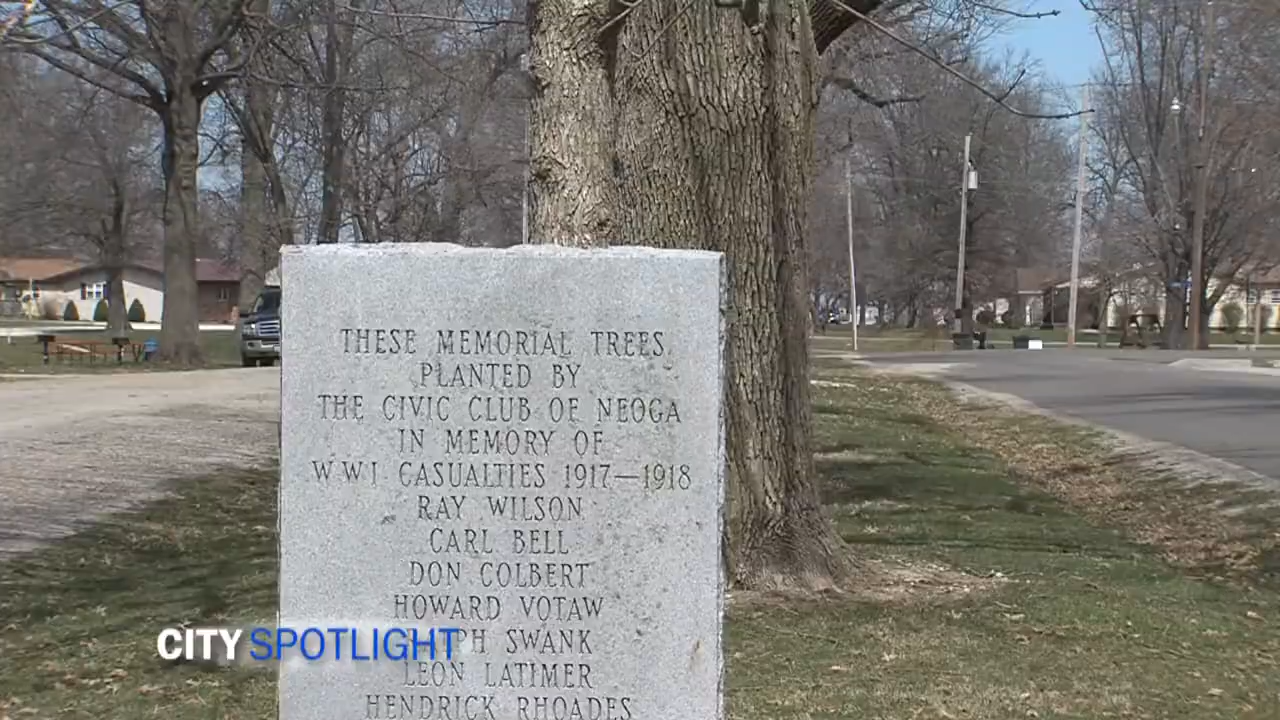 THESE MEMORIAL TREES
PLANTED BY
THE CIVIC CLUB OF NEOGA
IN MEMORY OF
WWI CASUALTIES 1917—1918
RAY WILSON
CARL BELL
DON COLBERT
HOWARD VOTAW
SWANK
LEON LATIMER
HENDRICK RHOADES
CITY SPOTLIGHT